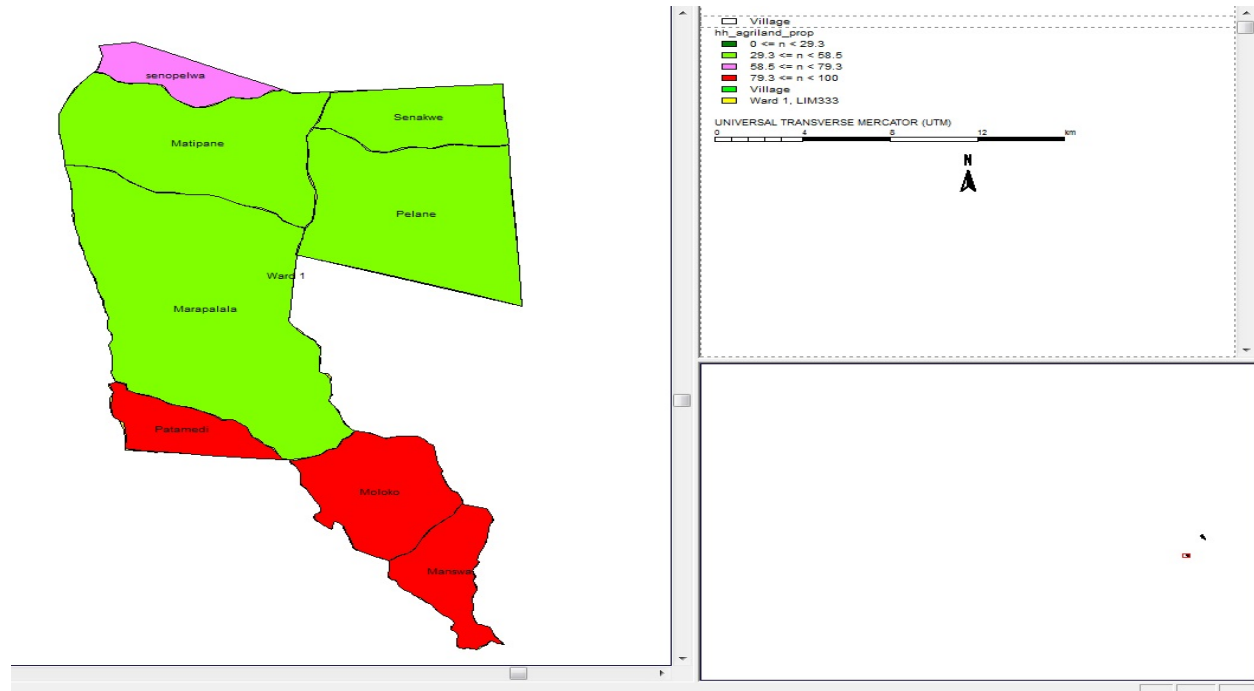 senopelwa
Matipane
Senakwe
Pelane
Ward 1
Marapalala
Patamedi
Moloko
Manswa
Village
hh_agriland_prop
0 <= n < 29.3
29.3 <= n < 58.5
58.5 <= n < 79.3
79.3 <= n < 100
Village
Ward 1, LIM333
UNIVERSAL TRANSVERSE MERCATOR (UTM)
0 4 8 12 km
N